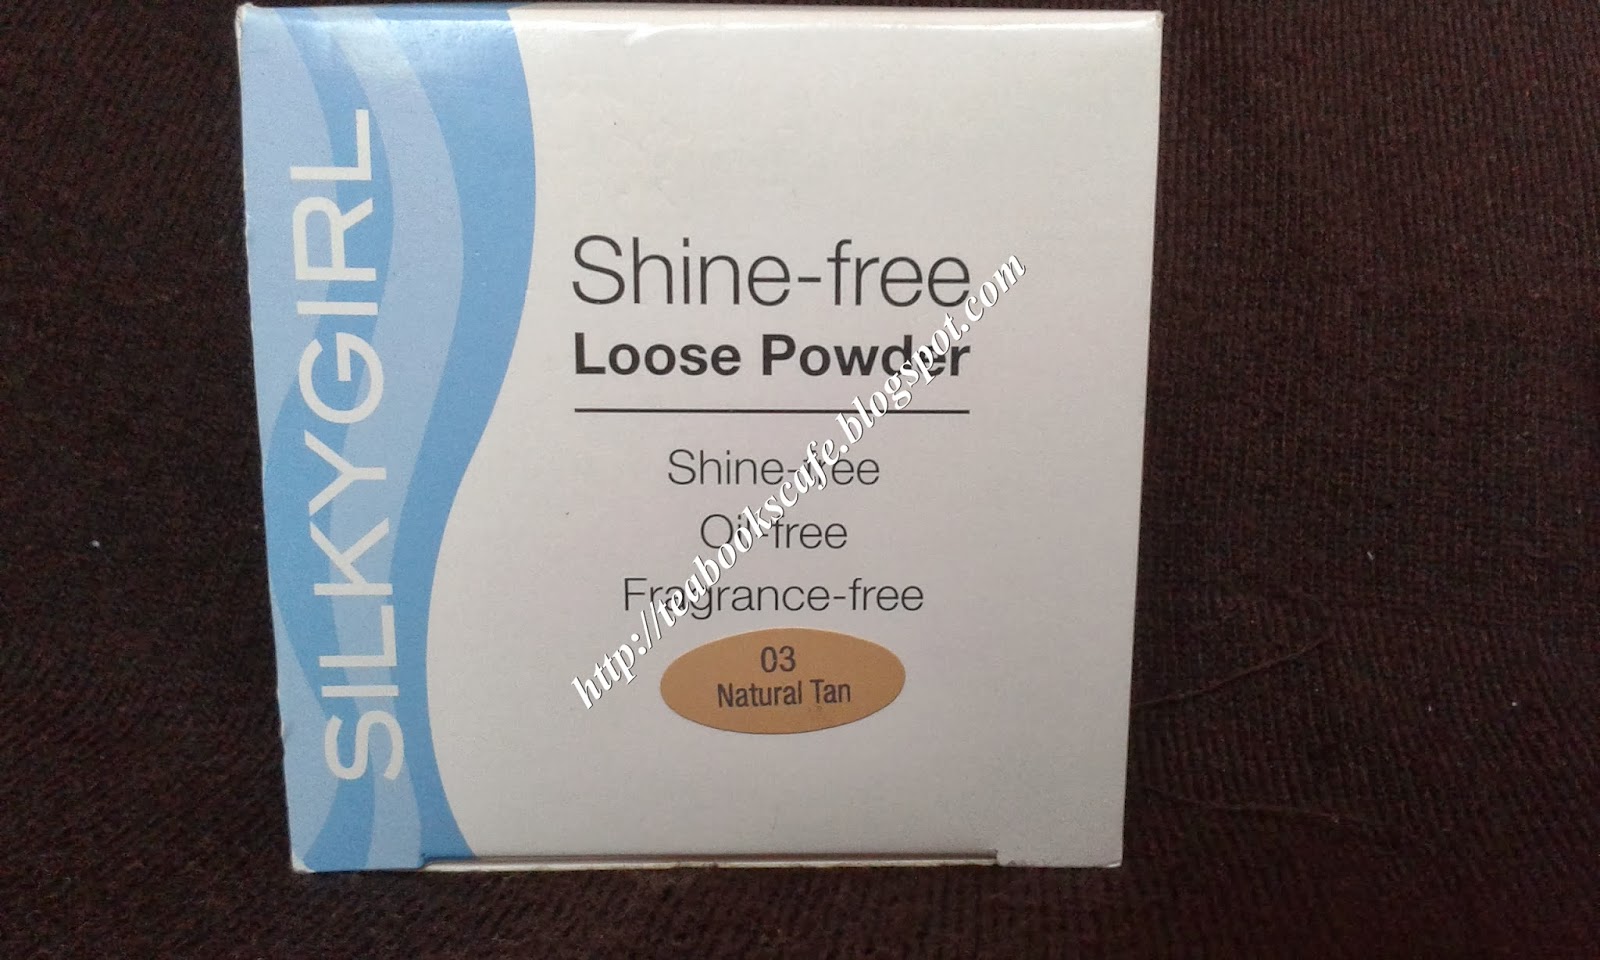 SILKYGIRL
Shine-free
Loose Powder
Shine-free
Oil-free
Fragrance-free
03
Natural Tan
http://teabookscafe.blogspot.com